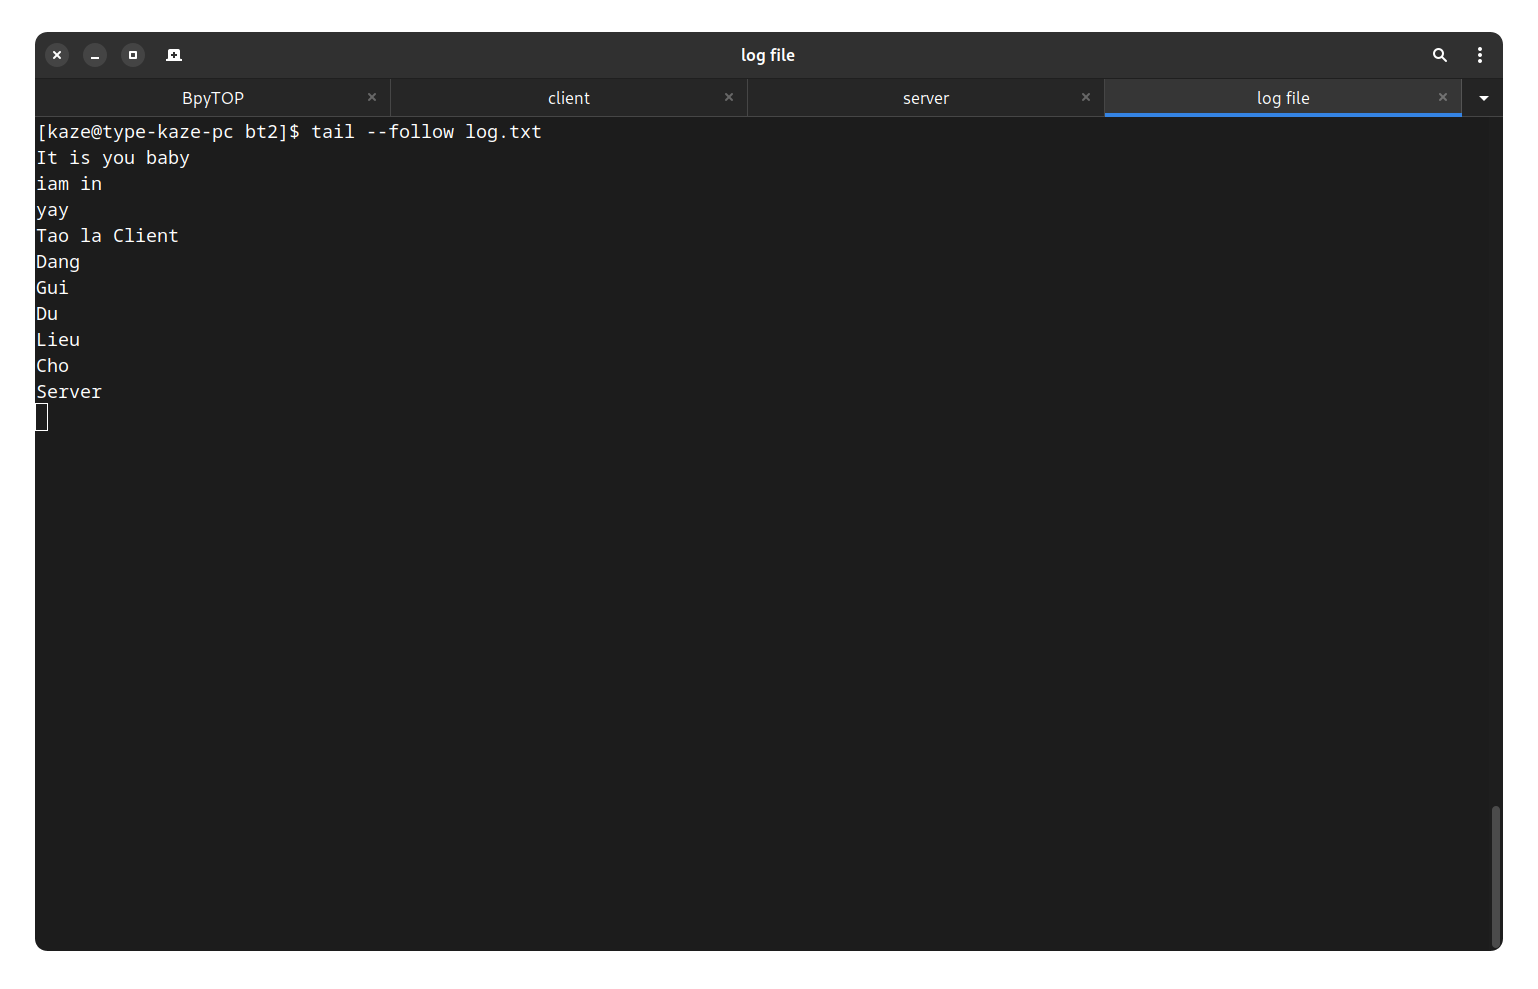 log file
BpyTOP
client
server
log file
[kaze@type-kaze-pc bt2]$ tail --follow log.txt
It is you baby
iam in
yay
Tao la Client
Dang
Gui
Du
Lieu
Cho
Server